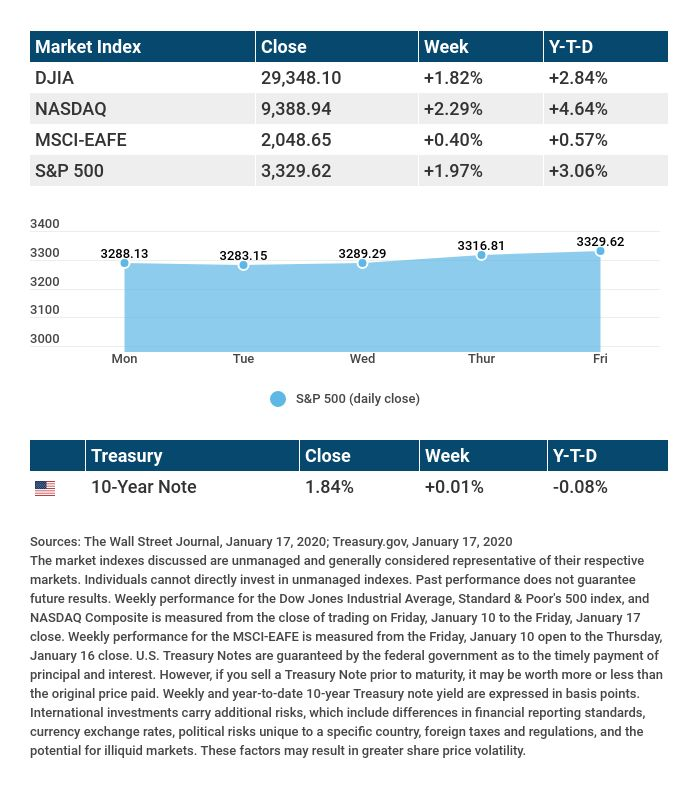 Market Index Close Week Y-T-D
DJIA 29,348.10 +1.82% +2.84%
NASDAQ 9,388.94 +2.29% +4.64%
MSCI-EAFE 2,048.65 +0.40% +0.57%
S&P 500 3,329.62 +1.97% +3.06%
3400
3300
3200
3100
3000
3288.13 3283.15 3289.29 3316.81 3329.62
Mon Tue Wed Thur Fri
S&P 500 (daily close)
Treasury Close Week Y-T-D
10-Year Note 1.84% +0.01% -0.08%
Sources: The Wall Street Journal, January 17, 2020; Treasury.gov, January 17, 2020
The market indexes discussed are unmanaged and generally considered representative of their respective
markets. Individuals cannot directly invest in unmanaged indexes. Past performance does not guarantee
future results. Weekly performance for the Dow Jones Industrial Average, Standard & Poor's 500 index, and
NASDAQ Composite is measured from the close of trading on Friday, January 10 to the Friday, January 17
close. Weekly performance for the MSCI-EAFE is measured from the Friday, January 10 open to the Thursday,
January 16 close. U.S. Treasury Notes are guaranteed by the federal government as to the timely payment of
principal and interest. However, if you sell a Treasury Note prior to maturity, it may be worth more or less than
the original price paid. Weekly and year-to-date 10-year Treasury note yield are expressed in basis points.
International investments carry additional risks, which include differences in financial reporting standards,
currency exchange rates, political risks unique to a specific country, foreign taxes and regulations, and the
potential for illiquid markets. These factors may result in greater share price volatility.